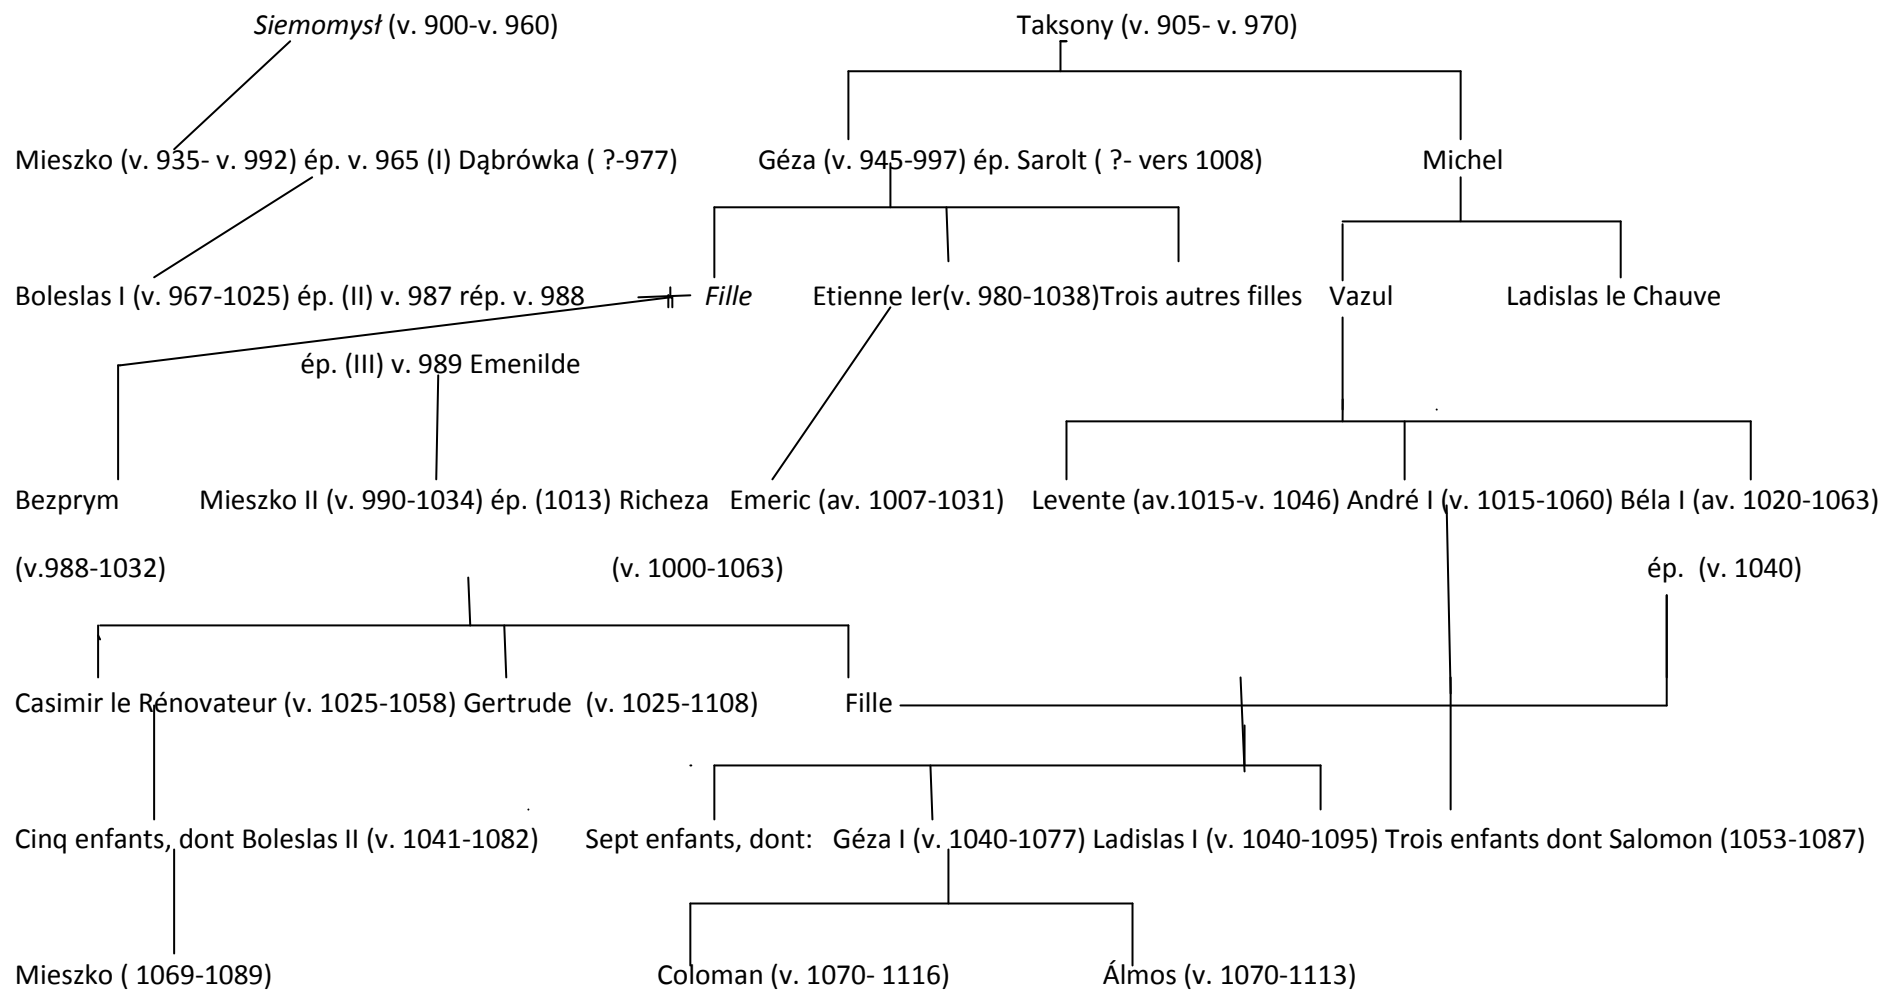 Siemomysł (v. 900-v. 960) Taksony (v. 905- v. 970)
Mieszko (v. 935- v. 992) ép. v. 965 (I) Dąbrówka ( ?-977) Géza (v. 945-997) ép. Sarolt ( ?- vers 1008) Michel
Boleslas I (v. 967-1025) ép. (II) v. 987 rép. v. 988 Fille Etienne Ier(v. 980-1038)Trois autres filles Vazul Ladislas le Chauve
ép. (III) v. 989 Emenilde
Bezprym Mieszko II (v. 990-1034) ép. (1013) Richeza Emeric (av. 1007-1031) Levente (av.1015-v. 1046) André I (v. 1015-1060) Béla I (av. 1020-1063)
(v.988-1032) (v. 1000-1063) ép. (v. 1040)
Casimir le Rénovateur (v. 1025-1058) Gertrude (v. 1025-1108) Fille
Cinq enfants, dont Boleslas II (v. 1041-1082) Sept enfants, dont: Géza I (v. 1040-1077) Ladislas I (v. 1040-1095) Trois enfants dont Salomon (1053-1087)
Mieszko ( 1069-1089) Coloman (v. 1070- 1116) Álmos (v. 1070-1113)